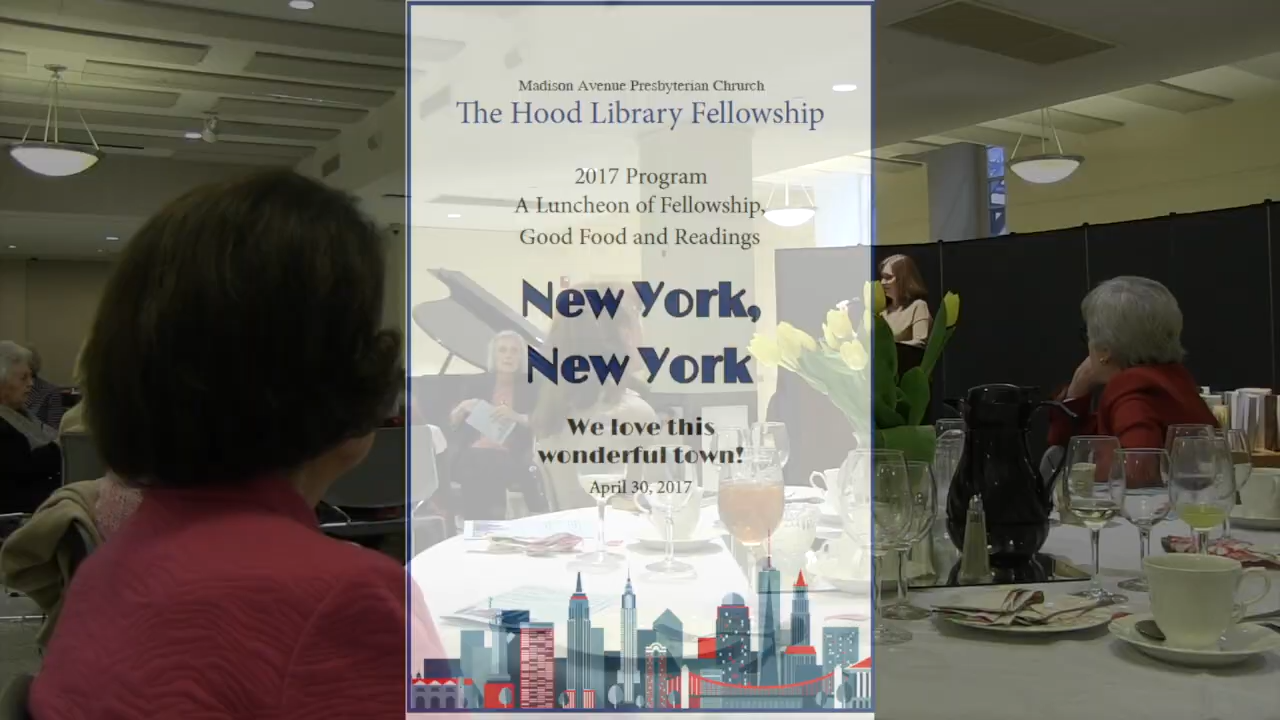 Madison Avenue Presbyterian Chrurch
The Hood Library Fellowship
2017 Program
A Luncheon of Fellowship,
Good Food and Readings
New York,
New York
We love this
wonderful town!
April 30, 2017